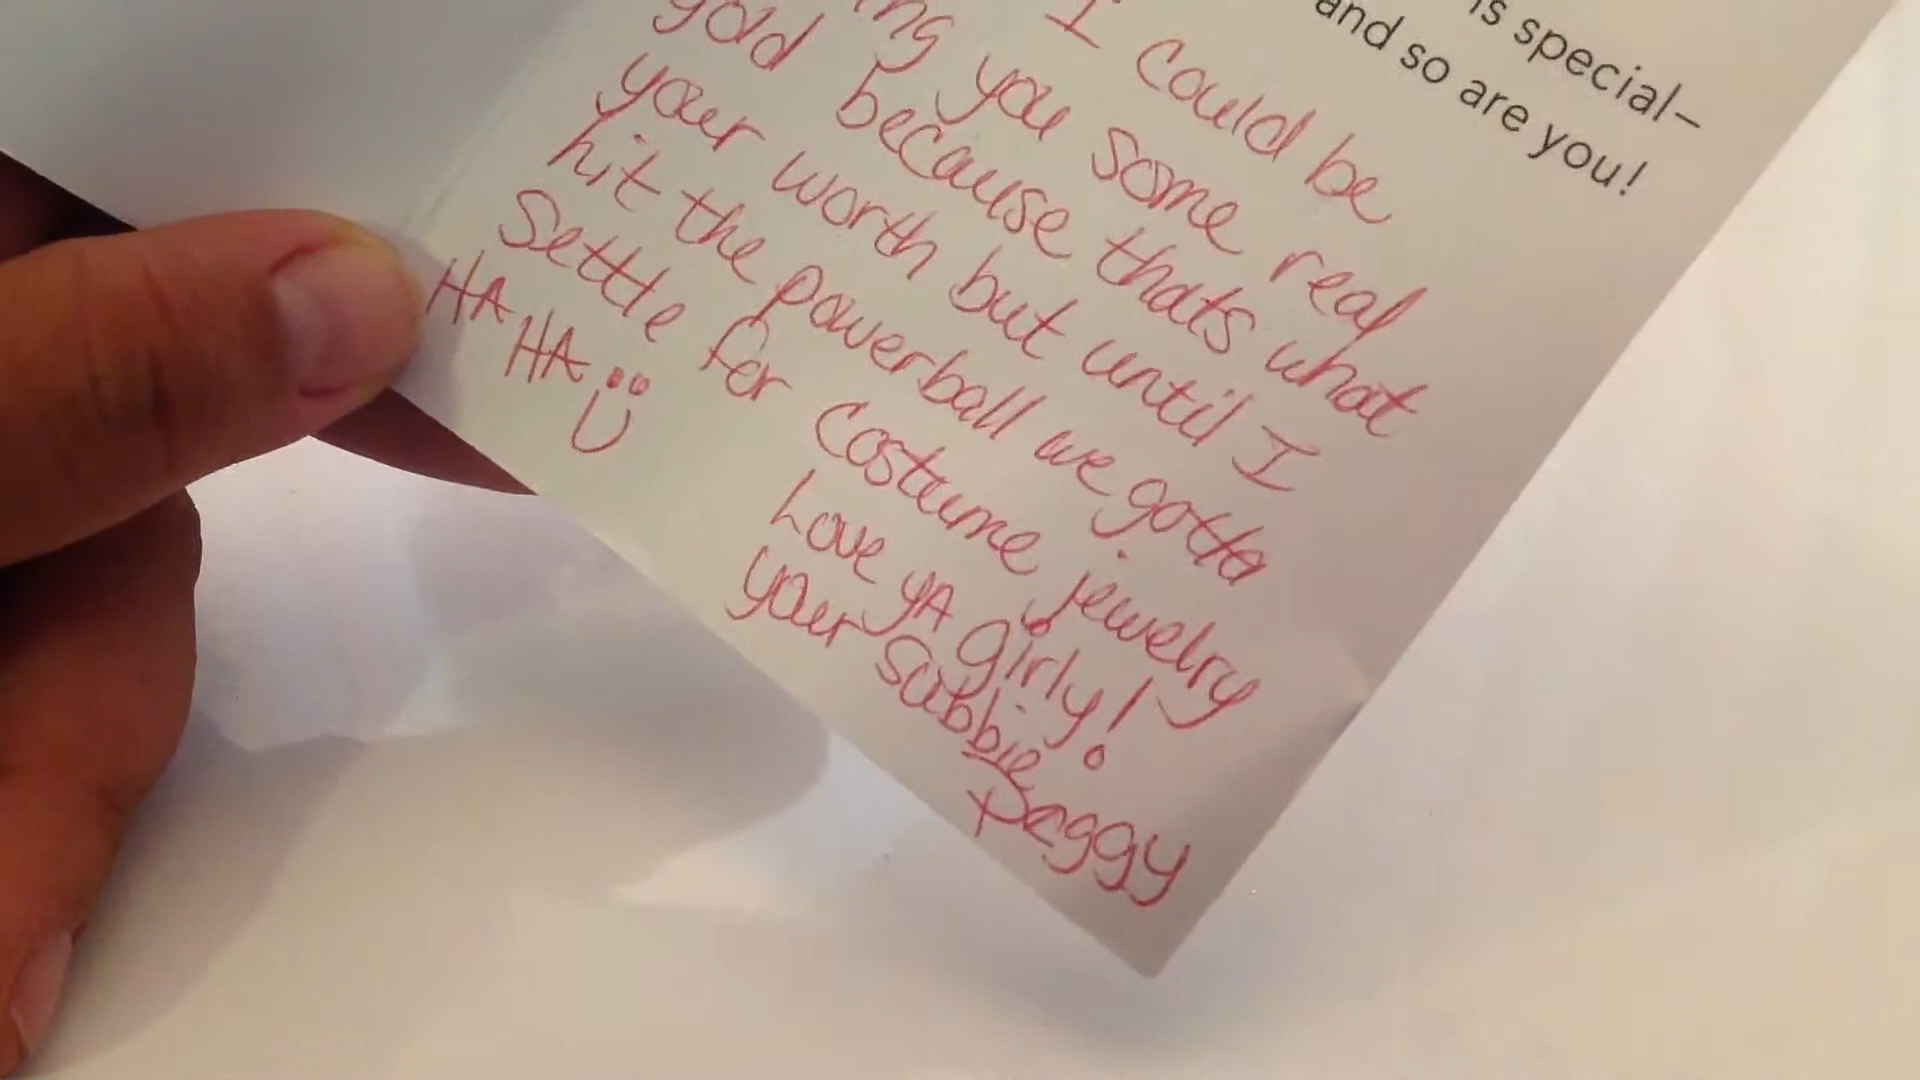 is special–
and so are you!
I could be
ing you some real
gold because thats what
your worth but until I
hit the powerball we gotta
Settle for costume jewelry
HA HA
Love yA girly!
your Subbie
Peggy